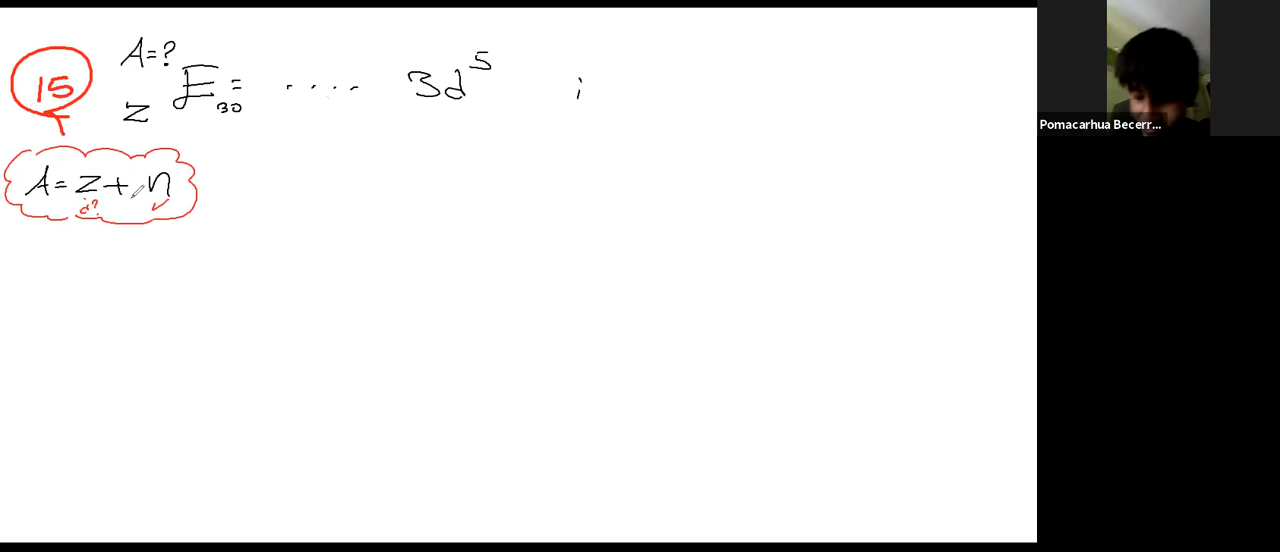 A=?
15 E = .... 3d⁵ i
30
Z
A= Z+ n
¿?
Pomacarhua Becerr...